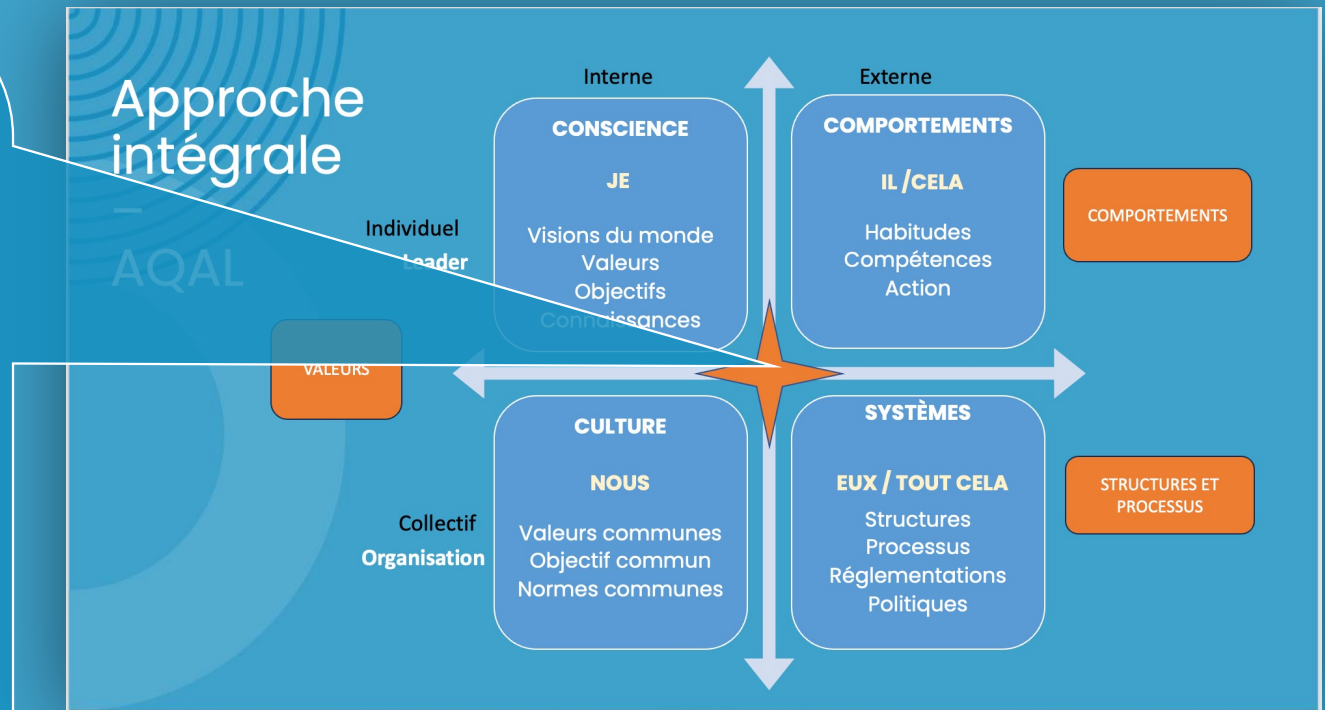 Approche
intégrale
–
AQAL
Interne
Externe
Individuel
Leader
CONSCIENCE
JE
Visions du monde
Valeurs
Objectifs
Connaissances
COMPORTEMENTS
IL /CELA
Habitudes
Compétences
Action
COMPORTEMENTS
VALEURS
Collectif
Organisation
CULTURE
NOUS
Valeurs communes
Objectif commun
Normes communes
SYSTÈMES
EUX / TOUT CELA
Structures
Processus
Réglementations
Politiques
STRUCTURES ET
PROCESSUS